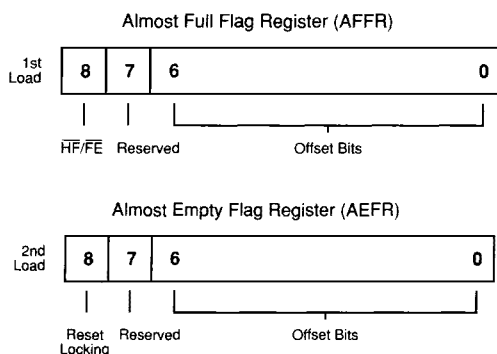 Almost Full Flag Register (AFFR)
1st
Load
8 7 6 0
HF/FE Reserved Offset Bits
Almost Empty Flag Register (AEFR)
2nd
Load
8 7 6 0
Reset
Locking
Reserved Offset Bits